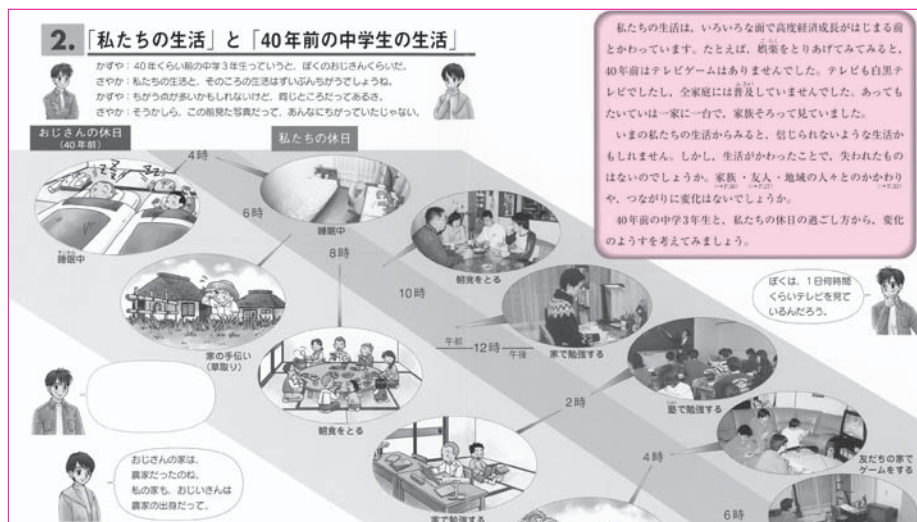 2.「私たちの生活」と「40年前の中学生の生活」
かずや：40年くらい前の中学3年生っていうと，ぼくのおじさんくらいだ。
さやか：私たちの生活と，そのころの生活はずいぶんちがうでしょうね。
かずや：ちがう点が多いかもしれないけど，同じところだってあるさ。
さやか：そうかしら，この前見た写真だって，あんなにちがっていたじゃない。
私たちの生活は，いろいろな面で高度経済成長がはじまる前
とかわっています。たとえば，娯楽をとりあげてみてみると，
40年前はテレビゲームはありませんでした。テレビも白黒テ
レビでしたし，全家庭には普及していませんでした。あっても
たいていは一家に一台で，家族そろって見ていました。
いまの私たちの生活からみると，信じられないような生活か
もしれません。しかし，生活がかわったことで，失われたもの
はないのでしょうか。家族・友人・地域の人々とのかかわり
や，つながりに変化はないでしょうか。
40年前の中学3年生と，私たちの休日の過ごし方から，変化
のようすを考えてみましょう。
おじさんの休日
(40年前)
私たちの休日
4時
睡眠中
6時
睡眠中
8時
朝食をとる
10時
家の手伝い
(草取り)
午前
12時
午後
家で勉強する
ぼくは，1日何時間
くらいテレビを見て
いるんだろう。
朝食をとる
2時
塾で勉強する
おじさんの家は，
農家だったのね。
私の家も，おじいさんは
農家の出身だって。
家で勉強する
4時
友だちの家で
ゲームをする
6時